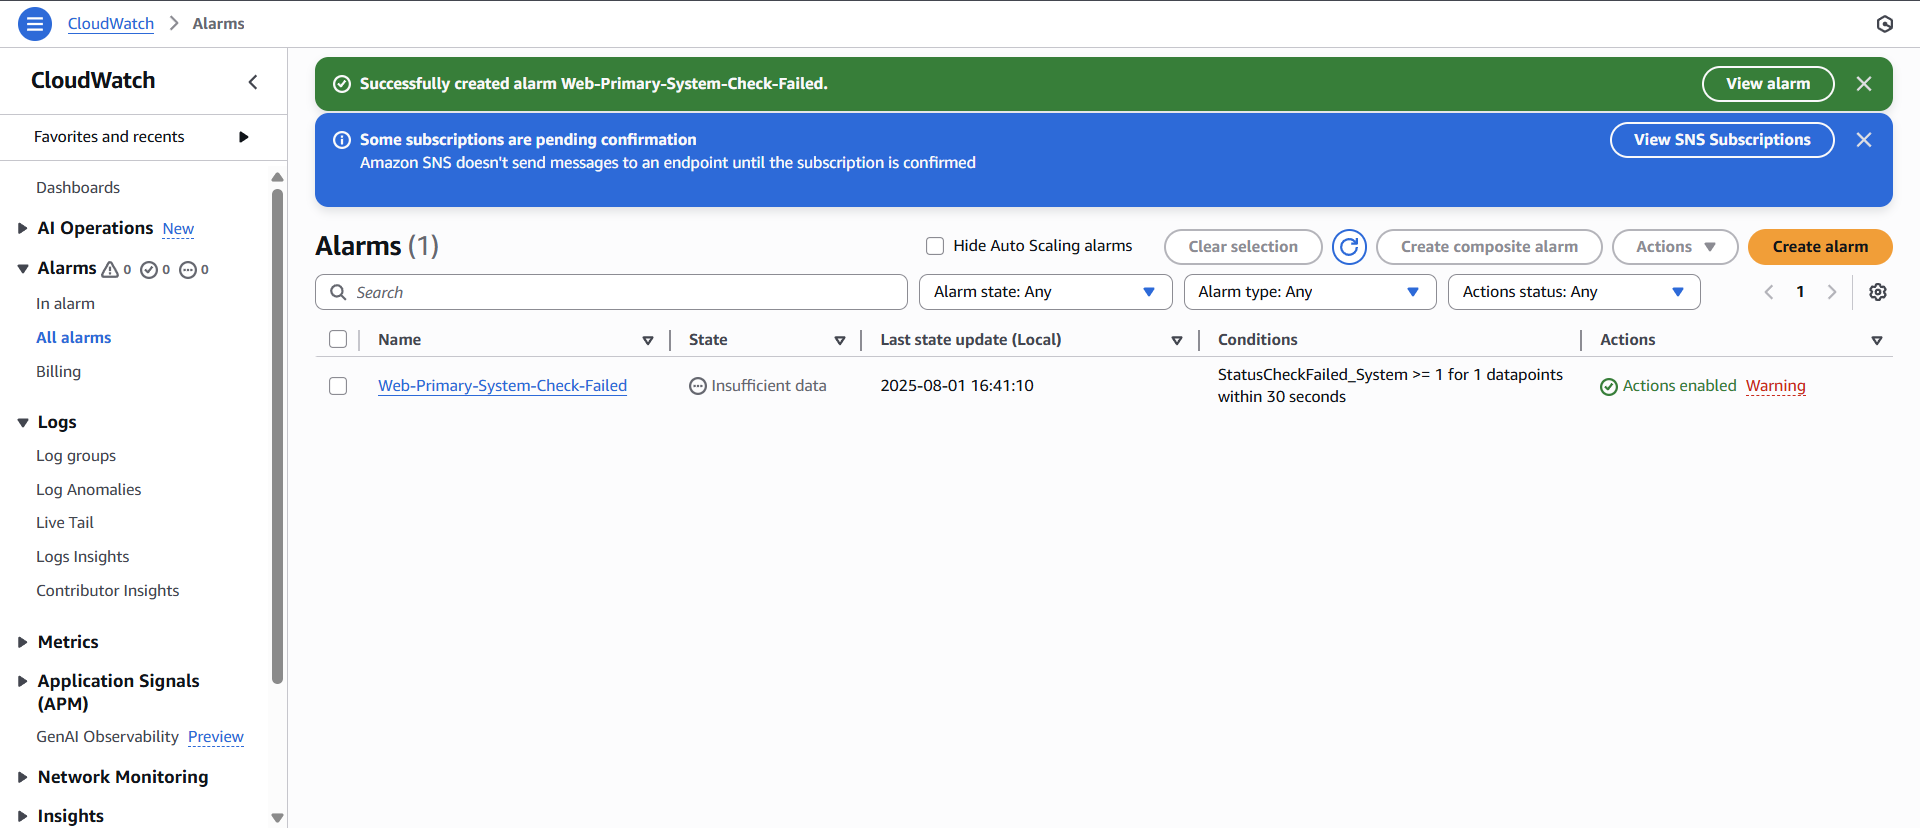 CloudWatch > Alarms
CloudWatch
Favorites and recents
Dashboards
AI Operations New
Alarms 0 0 0
In alarm
All alarms
Billing
Logs
Log groups
Log Anomalies
Live Tail
Logs Insights
Contributor Insights
Metrics
Application Signals
(APM)
GenAI Observability Preview
Network Monitoring
Insights
Successfully created alarm Web-Primary-System-Check-Failed.
View alarm
Some subscriptions are pending confirmation
Amazon SNS doesn't send messages to an endpoint until the subscription is confirmed
View SNS Subscriptions
Alarms (1)
Hide Auto Scaling alarms
Clear selection
Create composite alarm
Actions
Create alarm
Search
Alarm state: Any
Alarm type: Any
Actions status: Any
1
Name State Last state update (Local) Conditions Actions
Web-Primary-System-Check-Failed Insufficient data 2025-08-01 16:41:10 StatusCheckFailed_System >= 1 for 1 datapoints
within 30 seconds
Actions enabled Warning